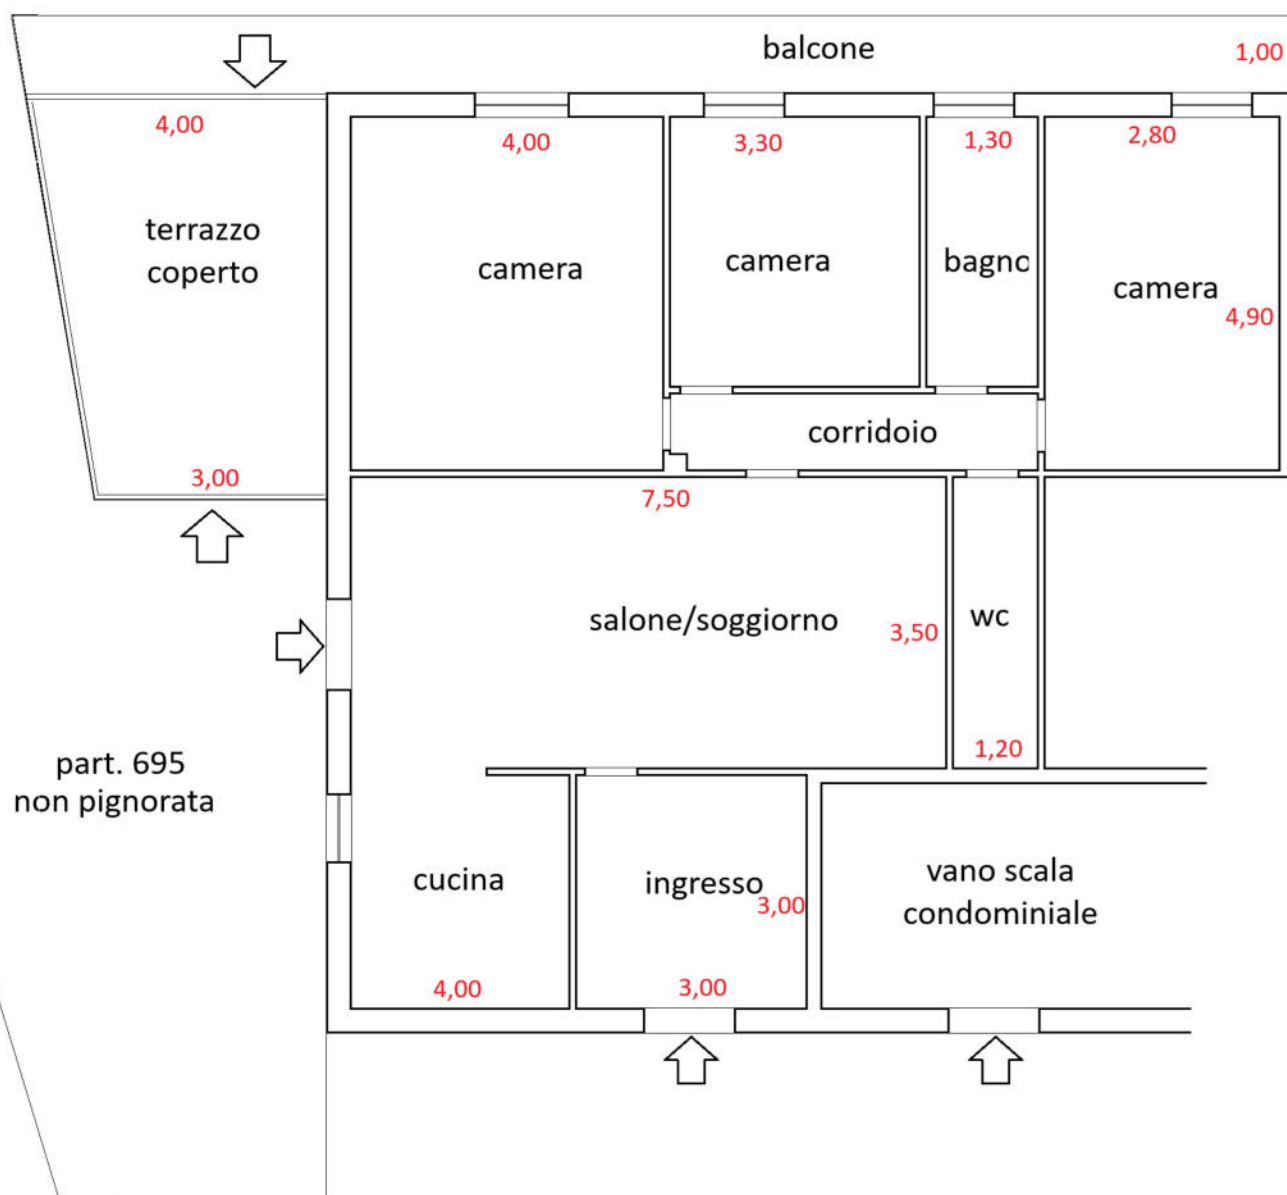 balcone
1,00
4,00
4,00
3,30
1,30
2,80
terrazzo
coperto
camera
camera
bagno
camera
4,90
corridoio
3,00
7,50
salone/soggiorno
3,50
wc
1,20
part. 695
non pignorata
cucina
ingresso
3,00
vano scala
condominiale
4,00
3,00